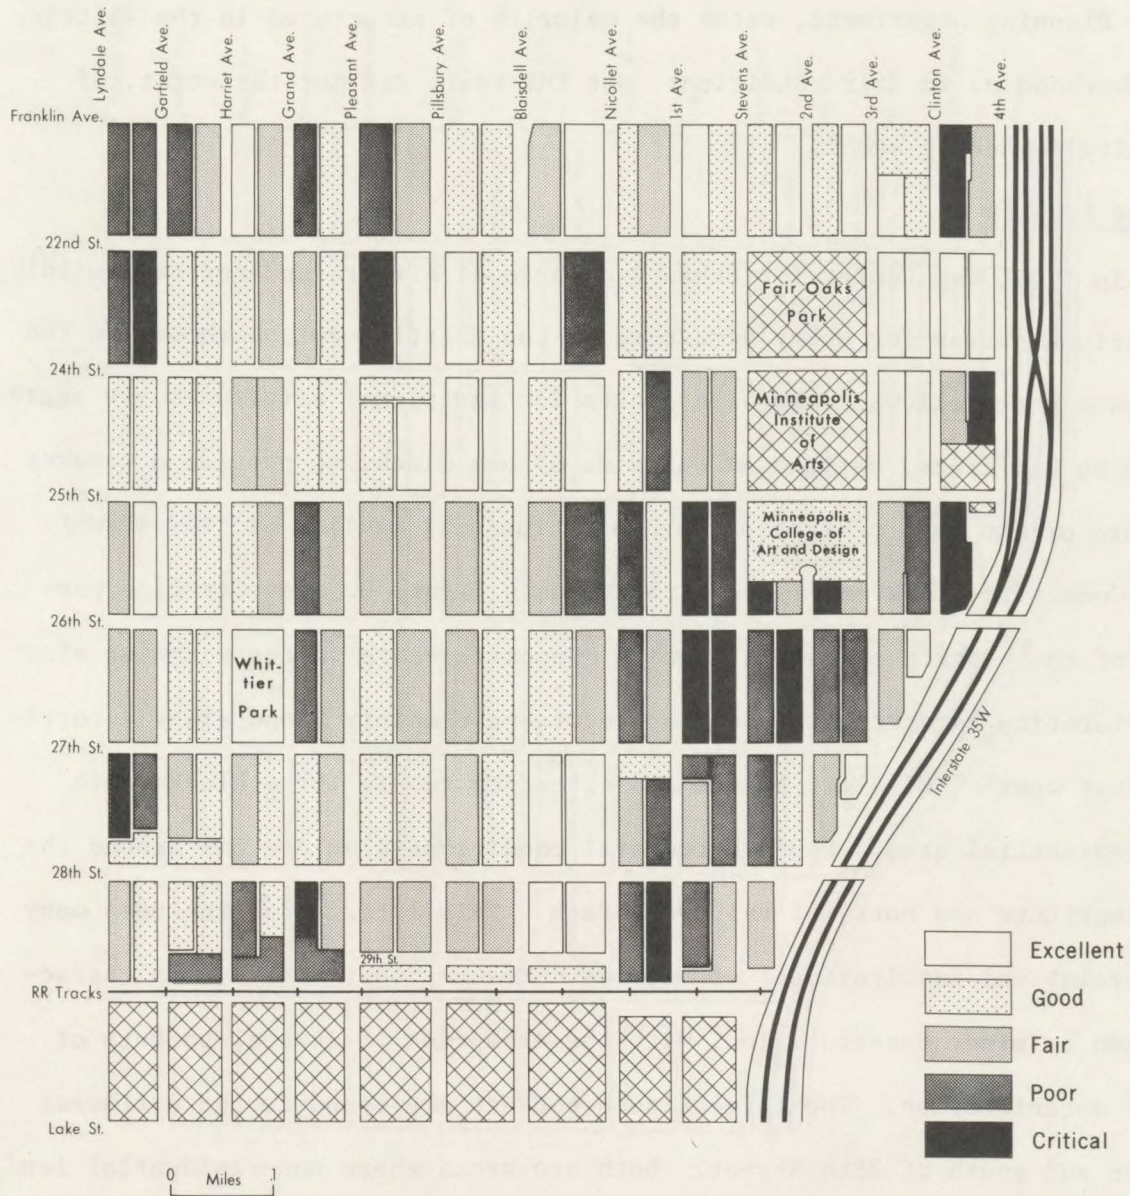 Lyndale Ave.
Garfield Ave.
Harriet Ave.
Grand Ave.
Pleasant Ave.
Pillsbury Ave.
Blaisdell Ave.
Nicollet Ave.
1st Ave.
Stevens Ave.
2nd Ave.
3rd Ave.
Clinton Ave.
4th Ave.
Franklin Ave.
22nd St.
Fair Oaks
Park
24th St.
Minneapolis
Institute
of
Arts
25th St.
Minneapolis
College of
Art and Design
26th St.
Whit-
tier
Park
27th St.
Interstate 35W
28th St.
29th St.
RR Tracks
Lake St.
Excellent
Good
Fair
Poor
Critical
0 Miles .1